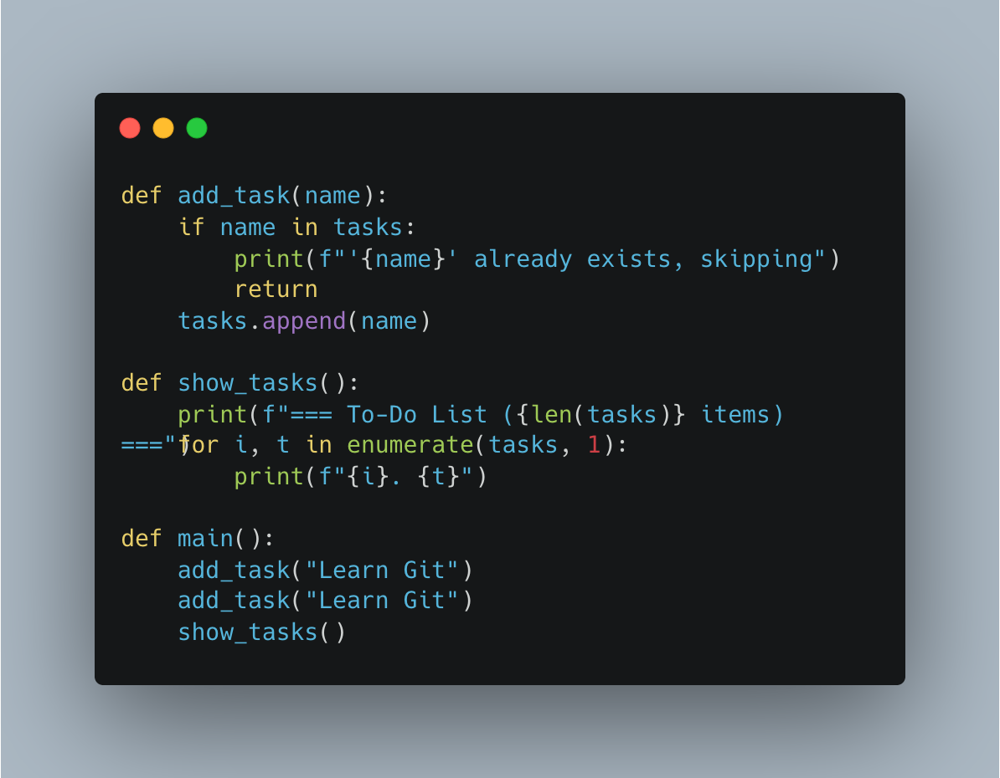 def add_task(name):
    if name in tasks:
        print(f"'{name}' already exists, skipping")
        return
    tasks.append(name)

def show_tasks():
    print(f"=== To-Do List ({len(tasks)} items)
===")
    for i, t in enumerate(tasks, 1):
        print(f"{i}. {t}")

def main():
    add_task("Learn Git")
    add_task("Learn Git")
    show_tasks()